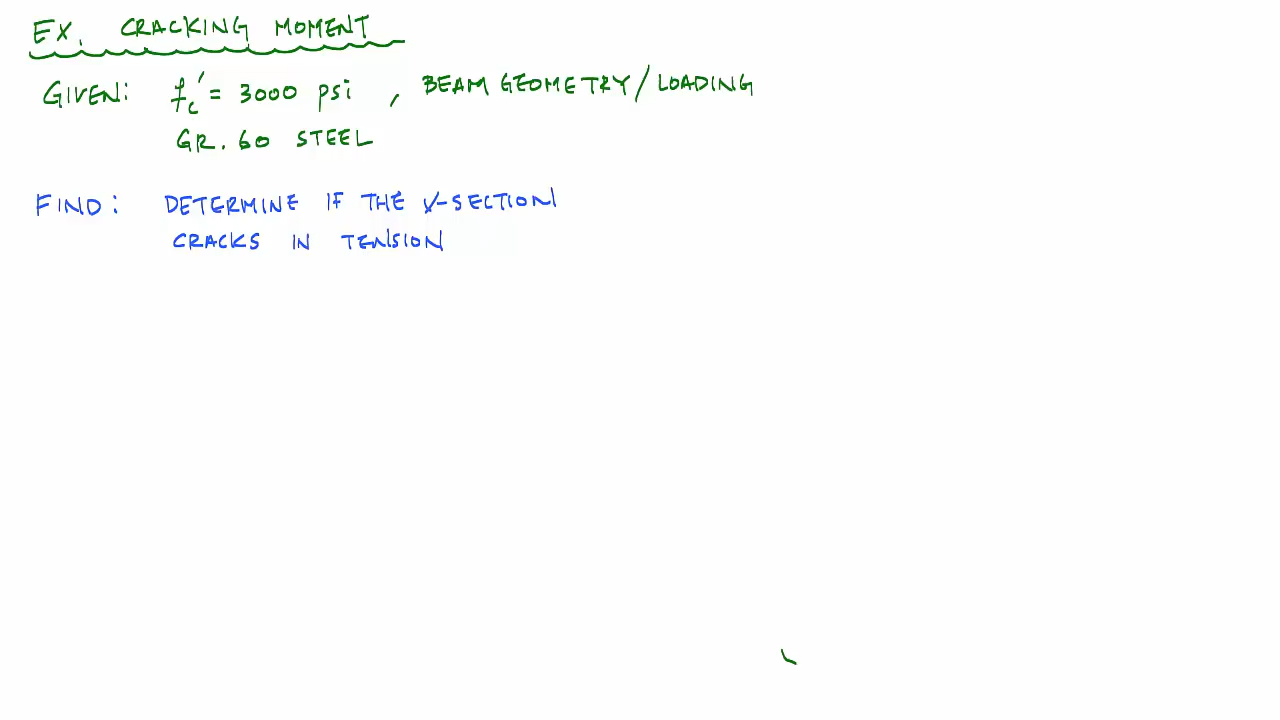 EX. CRACKING MOMENT
GIVEN: fc' = 3000 psi , BEAM GEOMETRY/LOADING
GR. 60 STEEL
FIND: DETERMINE IF THE X-SECTION
CRACKS IN TENSION